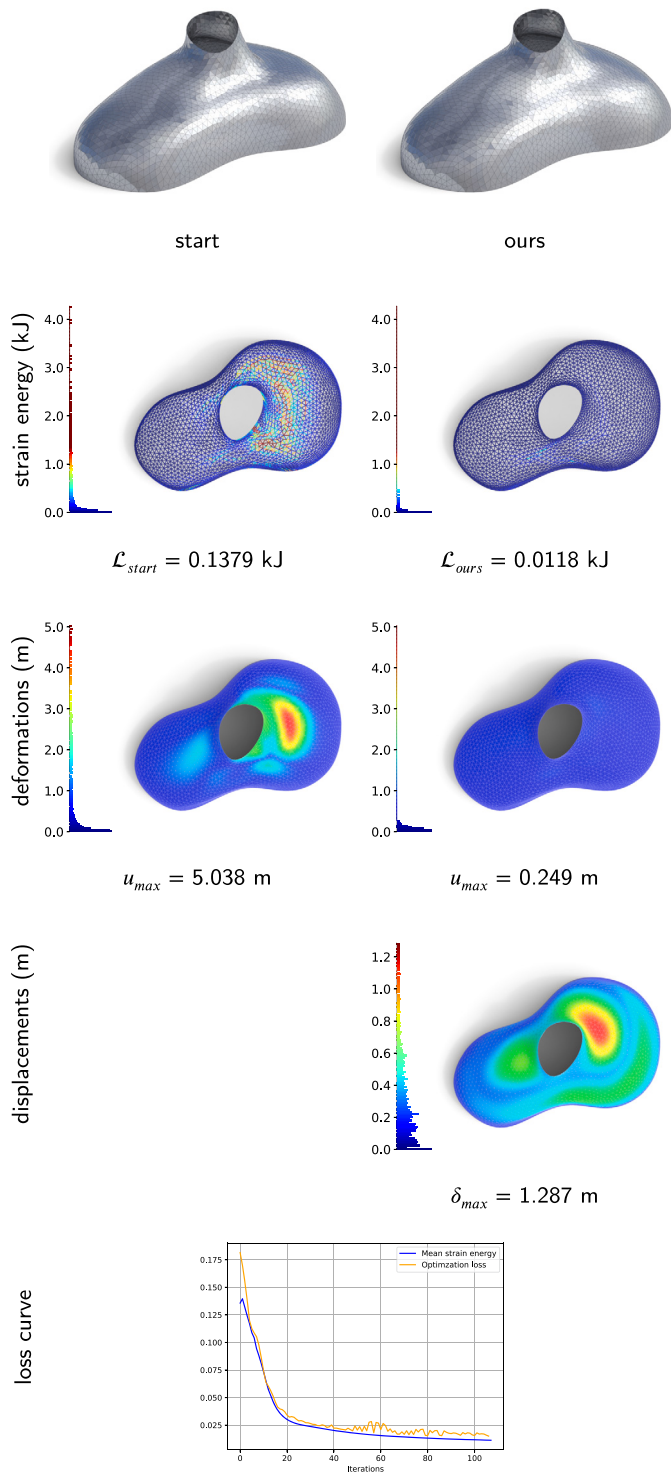 start
ours
strain energy (kJ)
4.0
3.0
2.0
1.0
0.0
4.0
3.0
2.0
1.0
0.0
ℒstart = 0.1379 kJ
ℒours = 0.0118 kJ
deformations (m)
5.0
4.0
3.0
2.0
1.0
0.0
5.0
4.0
3.0
2.0
1.0
0.0
umax = 5.038 m
umax = 0.249 m
displacements (m)
1.2
1.0
0.8
0.6
0.4
0.2
0.0
δmax = 1.287 m
loss curve
Mean strain energy
Optimzation loss
0.175
0.150
0.125
0.100
0.075
0.050
0.025
0 20 40 60 80 100
Iterations